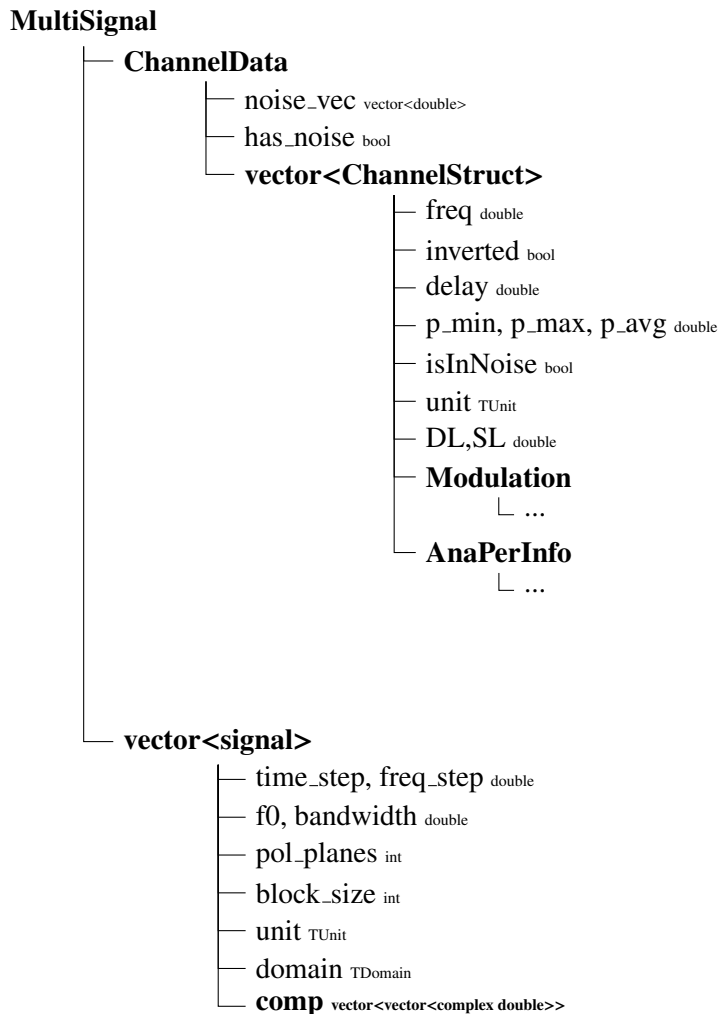 MultiSignal
ChannelData
noise_vec vector<double>
has_noise bool
vector<ChannelStruct>
freq double
inverted bool
delay double
p_min, p_max, p_avg double
isInNoise bool
unit TUnit
DL,SL double
Modulation
...
AnaPerInfo
...
vector<signal>
time_step, freq_step double
f0, bandwidth double
pol_planes int
block_size int
unit TUnit
domain TDomain
comp vector<vector<complex double>>